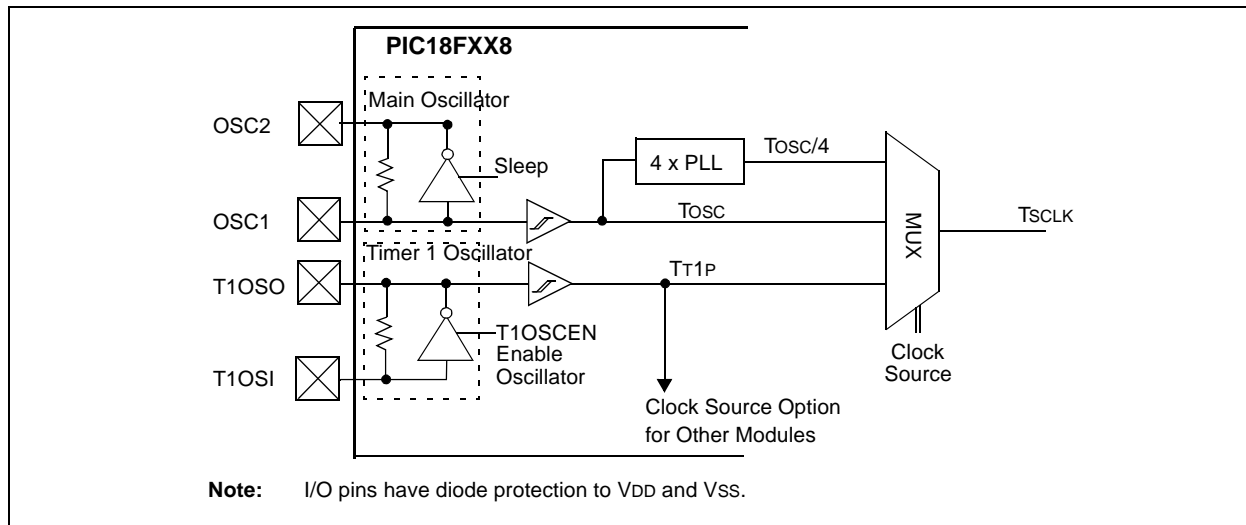 PIC18FXX8
Main Oscillator
OSC2
TOSC/4
4 x PLL
Sleep
OSC1
TOSC
TSCLK
MUX
Timer 1 Oscillator
T1OSO
TT1P
T1OSCEN
Enable
Oscillator
Clock
Source
T1OSI
Clock Source Option
for Other Modules
Note: I/O pins have diode protection to VDD and VSS.